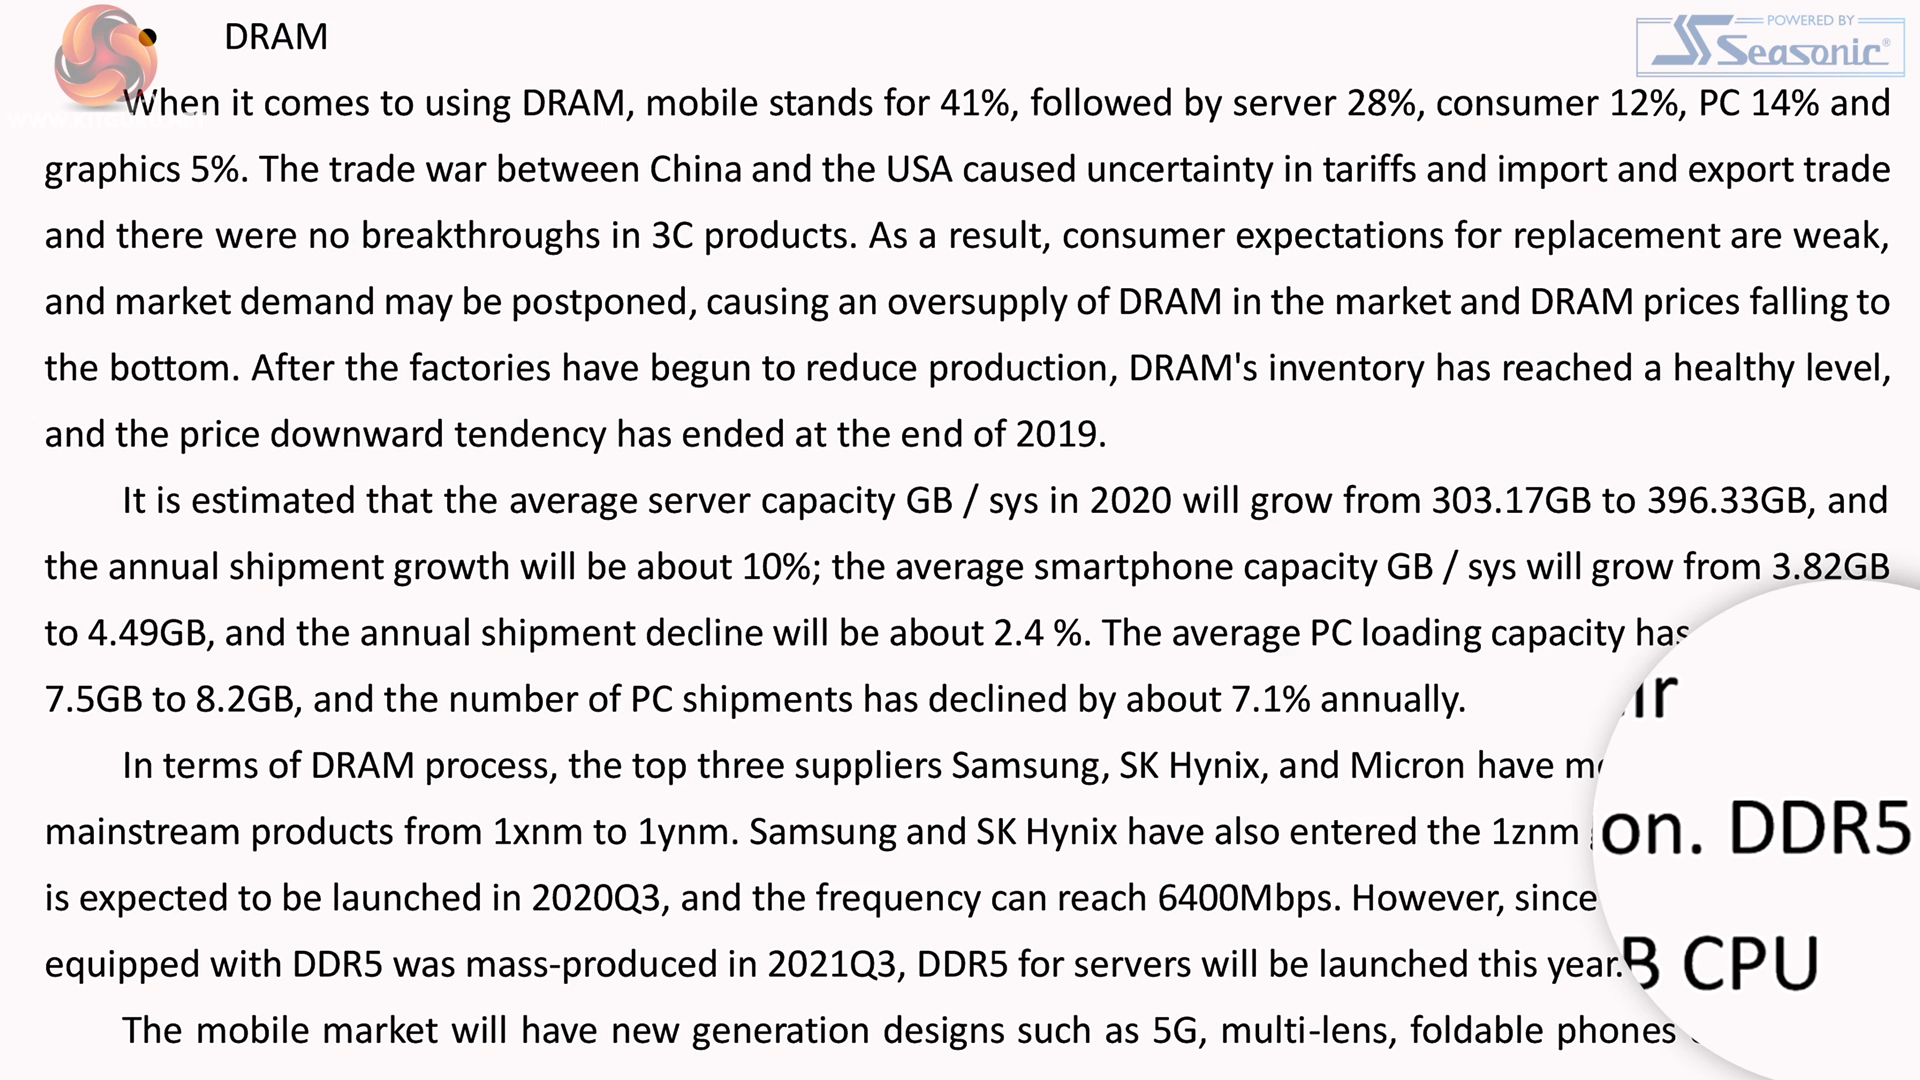 POWERED BY
Seasonic®
• DRAM
When it comes to using DRAM, mobile stands for 41%, followed by server 28%, consumer 12%, PC 14% and
graphics 5%. The trade war between China and the USA caused uncertainty in tariffs and import and export trade
and there were no breakthroughs in 3C products. As a result, consumer expectations for replacement are weak,
and market demand may be postponed, causing an oversupply of DRAM in the market and DRAM prices falling to
the bottom. After the factories have begun to reduce production, DRAM's inventory has reached a healthy level,
and the price downward tendency has ended at the end of 2019.
It is estimated that the average server capacity GB / sys in 2020 will grow from 303.17GB to 396.33GB, and
the annual shipment growth will be about 10%; the average smartphone capacity GB / sys will grow from 3.82GB
to 4.49GB, and the annual shipment decline will be about 2.4 %. The average PC loading capacity has
7.5GB to 8.2GB, and the number of PC shipments has declined by about 7.1% annually.
In terms of DRAM process, the top three suppliers Samsung, SK Hynix, and Micron have
mainstream products from 1xnm to 1ynm. Samsung and SK Hynix have also entered the 1znm
on. DDR5
is expected to be launched in 2020Q3, and the frequency can reach 6400Mbps. However, since
B CPU
equipped with DDR5 was mass-produced in 2021Q3, DDR5 for servers will be launched this year.
The mobile market will have new generation designs such as 5G, multi-lens, foldable phones